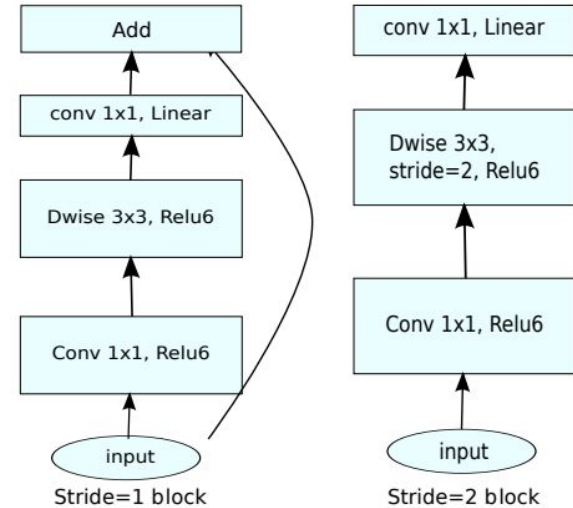 Add
conv 1x1, Linear
Dwise 3x3, Relu6
Conv 1x1, Relu6
input
Stride=1 block
conv 1x1, Linear
Dwise 3x3,
stride=2, Relu6
Conv 1x1, Relu6
input
Stride=2 block